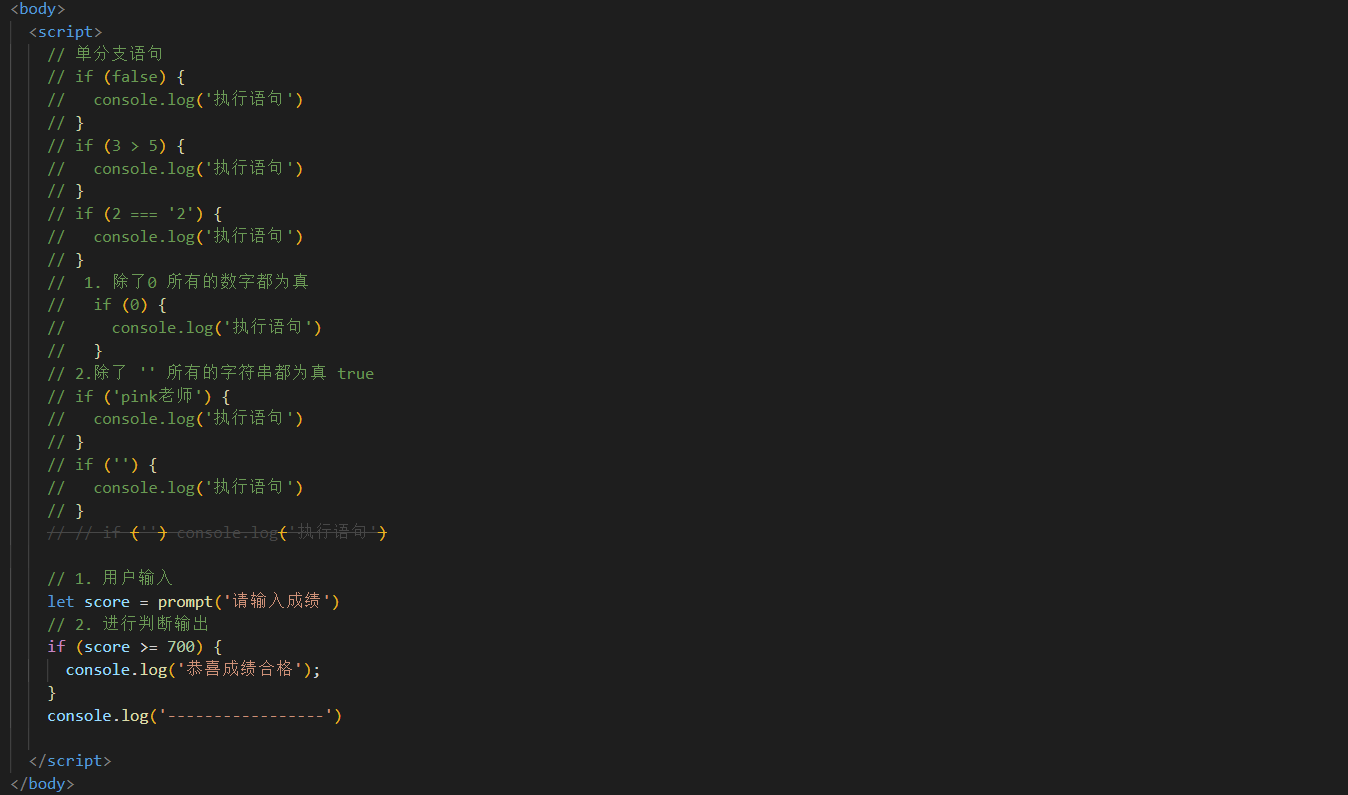 <body>
<script>
// 单分支语句
// if (false) {
//   console.log('执行语句')
// }
// if (3 > 5) {
//   console.log('执行语句')
// }
// if (2 === '2') {
//   console.log('执行语句')
// }
//  1. 除了0 所有的数字都为真
//   if (0) {
//     console.log('执行语句')
//   }
// 2.除了 '' 所有的字符串都为真 true
// if ('pink老师') {
//   console.log('执行语句')
// }
// if ('') {
//   console.log('执行语句')
// }
// // if ('') console.log('执行语句')
// 1. 用户输入
let score = prompt('请输入成绩')
// 2. 进行判断输出
if (score >= 700) {
console.log('恭喜成绩合格');
}
console.log('-----------------')
</script>
</body>